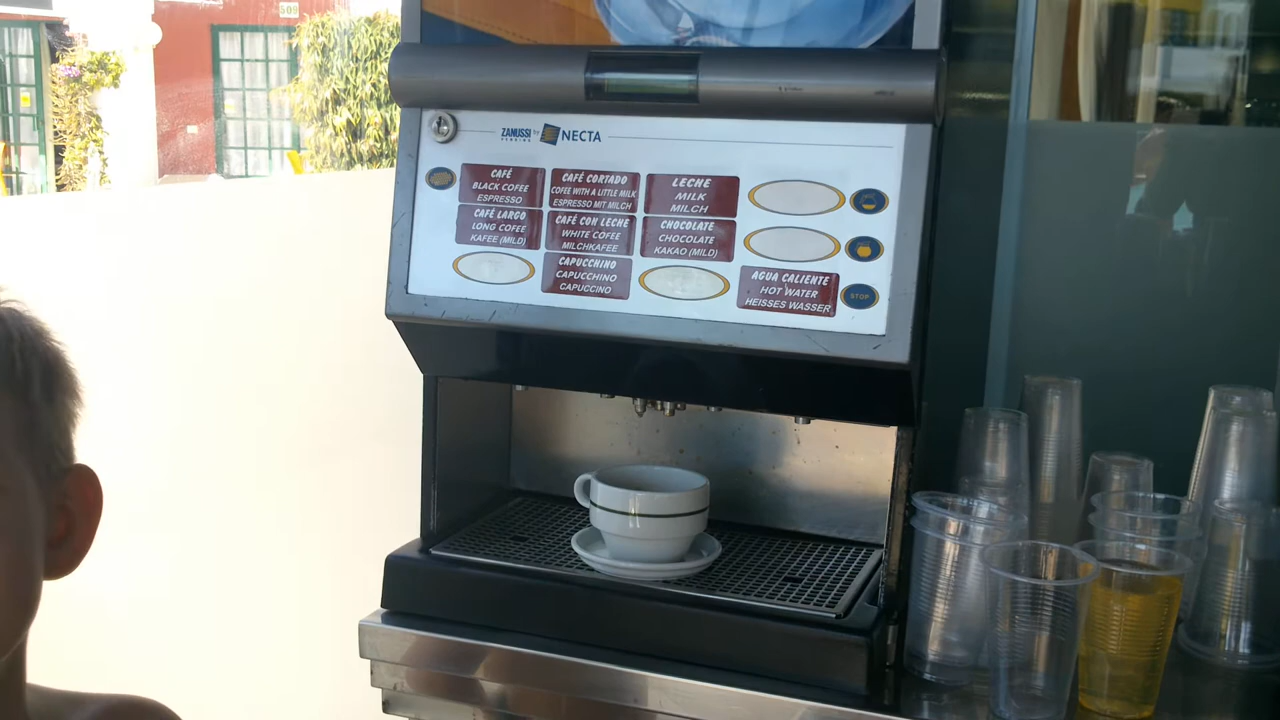 509
ZANUSSI by NECTA
VENDING
CAFÉ
BLACK COFEE
ESPRESSO
CAFÉ CORTADO
COFEE WITH A LITTLE MILK
ESPRESSO MIT MILCH
LECHE
MILK
MILCH
CAFÉ LARGO
LONG COFEE
KAFEE (MILD)
CAFÉ CON LECHE
WHITE COFEE
MILCHKAFEE
CHOCOLATE
CHOCOLATE
KAKAO (MILD)
CAPUCCHINO
CAPUCCHINO
CAPUCCINO
AGUA CALIENTE
HOT WATER
HEISSES WASSER
STOP